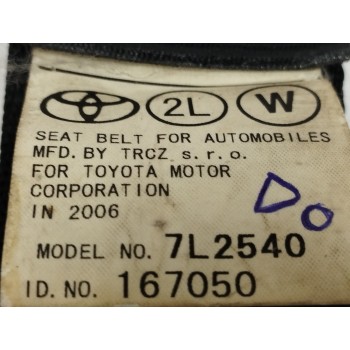 2L W
SEAT BELT FOR AUTOMOBILES
MFD. BY TRCZ s. r. o.
FOR TOYOTA MOTOR
CORPORATION
IN 2006
Do
MODEL NO. 7L2540
ID. NO. 167050